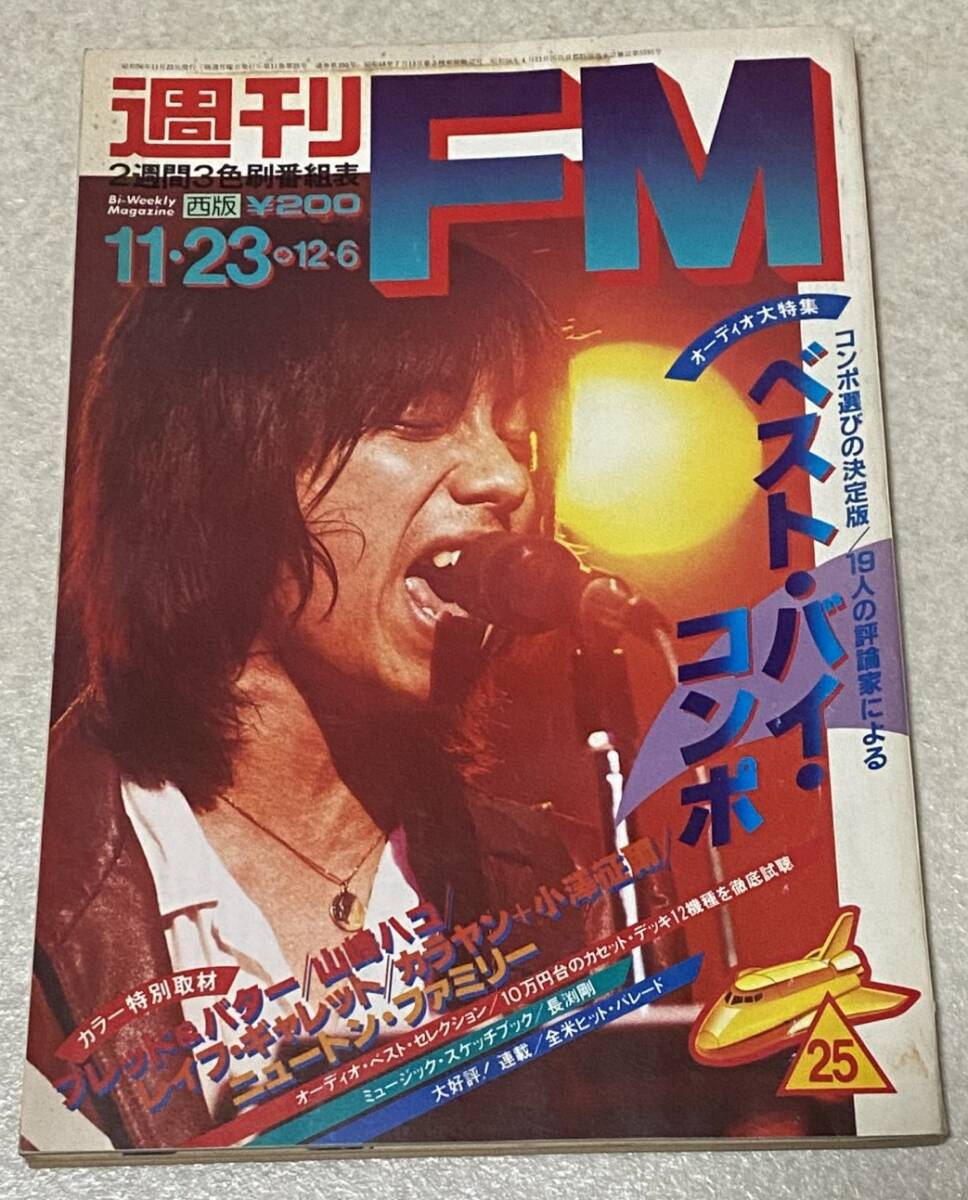 週刊
FM
2週間3色刷番組表
Bi-Weekly
Magazine
西版
¥200
11・23→12・6
オーディオ大特集
コンポ選びの決定版/19人の評論家による
ベスト・バイ・
コンポ
カラー特別取材
ブレッド&バター/山崎ハコ/
レイフ・ギャレット/カラヤン+小澤征爾/
ニュートン・ファミリー
オーディオ・ベスト・セレクション/10万円台のカセット・デッキ12機種を徹底試聴
ミュージック・スケッチブック/長渕剛
大好評!連載/全米ヒット・パレード
25